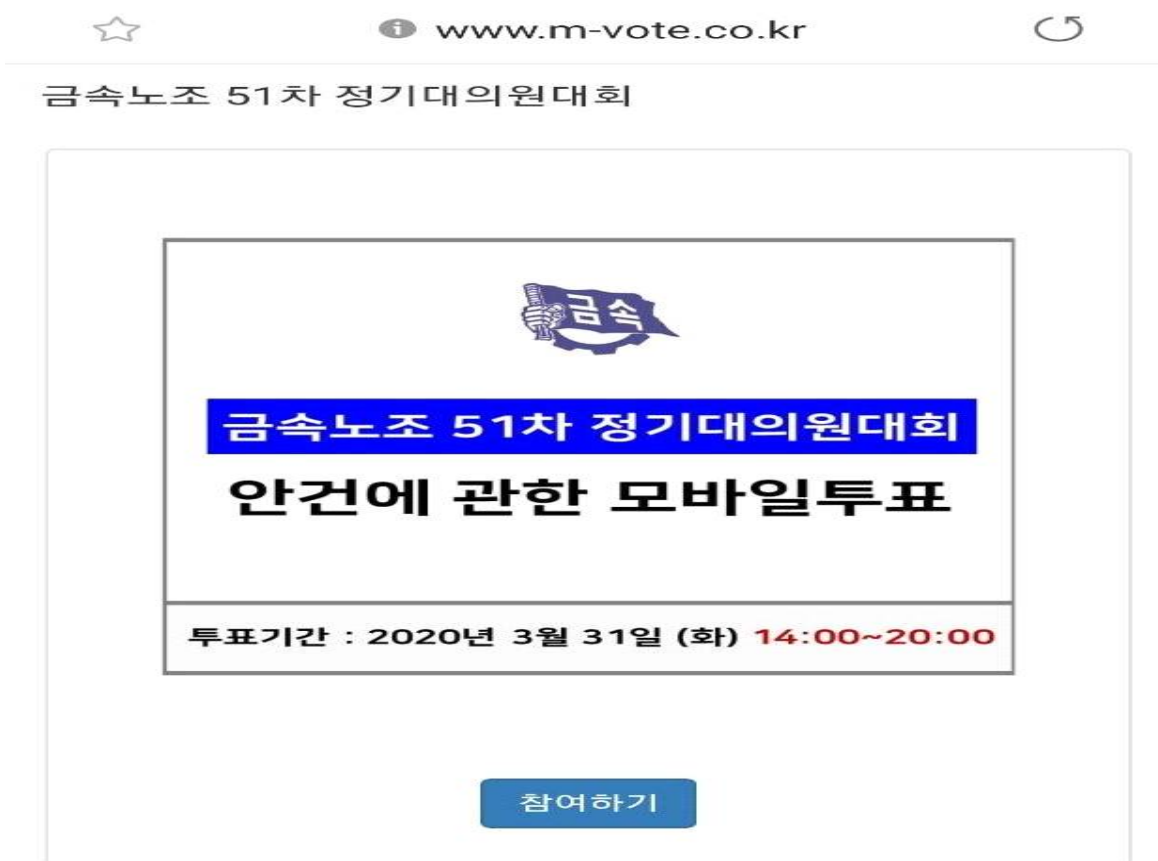 www.m-vote.co.kr
금속노조 51차 정기대의원대회
금속
금속노조 51차 정기대의원대회
안건에 관한 모바일투표
투표기간 : 2020년 3월 31일 (화) 14:00~20:00
참여하기